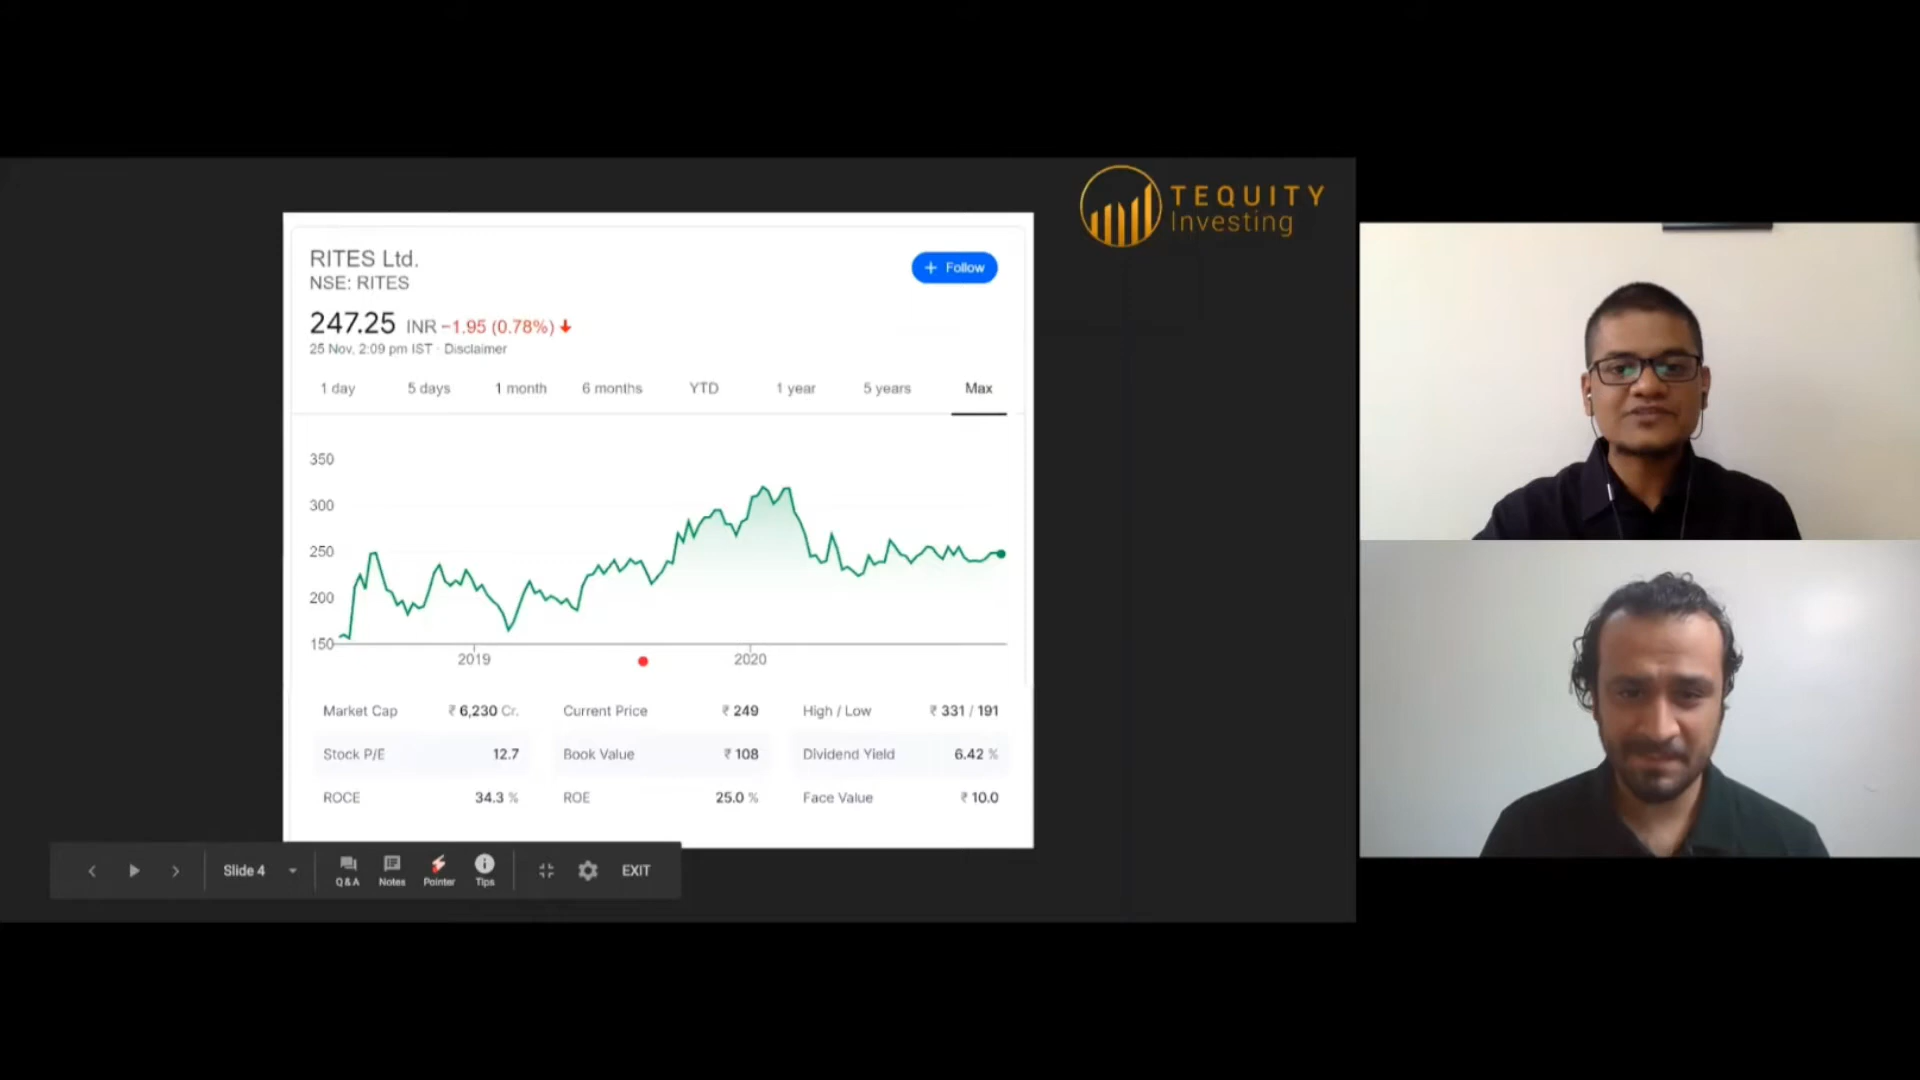 TEQUITY
Investing
RITES Ltd.
NSE: RITES
+ Follow
247.25 INR −1.95 (0.78%)
25 Nov, 2:09 pm IST · Disclaimer
1 day 5 days 1 month 6 months YTD 1 year 5 years Max
350
300
250
200
150
2019 2020
Market Cap ₹ 6,230 Cr. Current Price ₹ 249 High / Low ₹ 331 / 191
Stock P/E 12.7 Book Value ₹ 108 Dividend Yield 6.42 %
ROCE 34.3 % ROE 25.0 % Face Value ₹ 10.0
Slide 4 Q&A Notes Pointer Tips EXIT